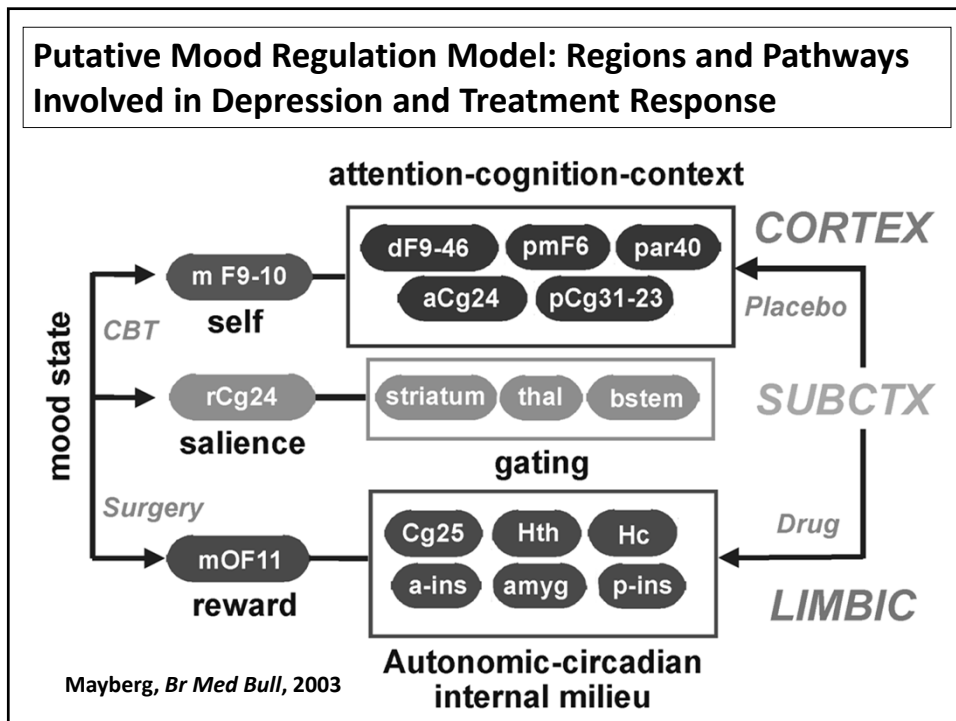 Putative Mood Regulation Model: Regions and Pathways
Involved in Depression and Treatment Response
attention-cognition-context
CORTEX
dF9-46 pmF6 par40
m F9-10
aCg24 pCg31-23
Placebo
self
CBT
mood state
rCg24
striatum thal bstem
SUBCTX
salience
gating
Surgery
Cg25 Hth Hc
Drug
mOF11
a-ins amyg p-ins
reward
LIMBIC
Autonomic-circadian
internal milieu
Mayberg, Br Med Bull, 2003